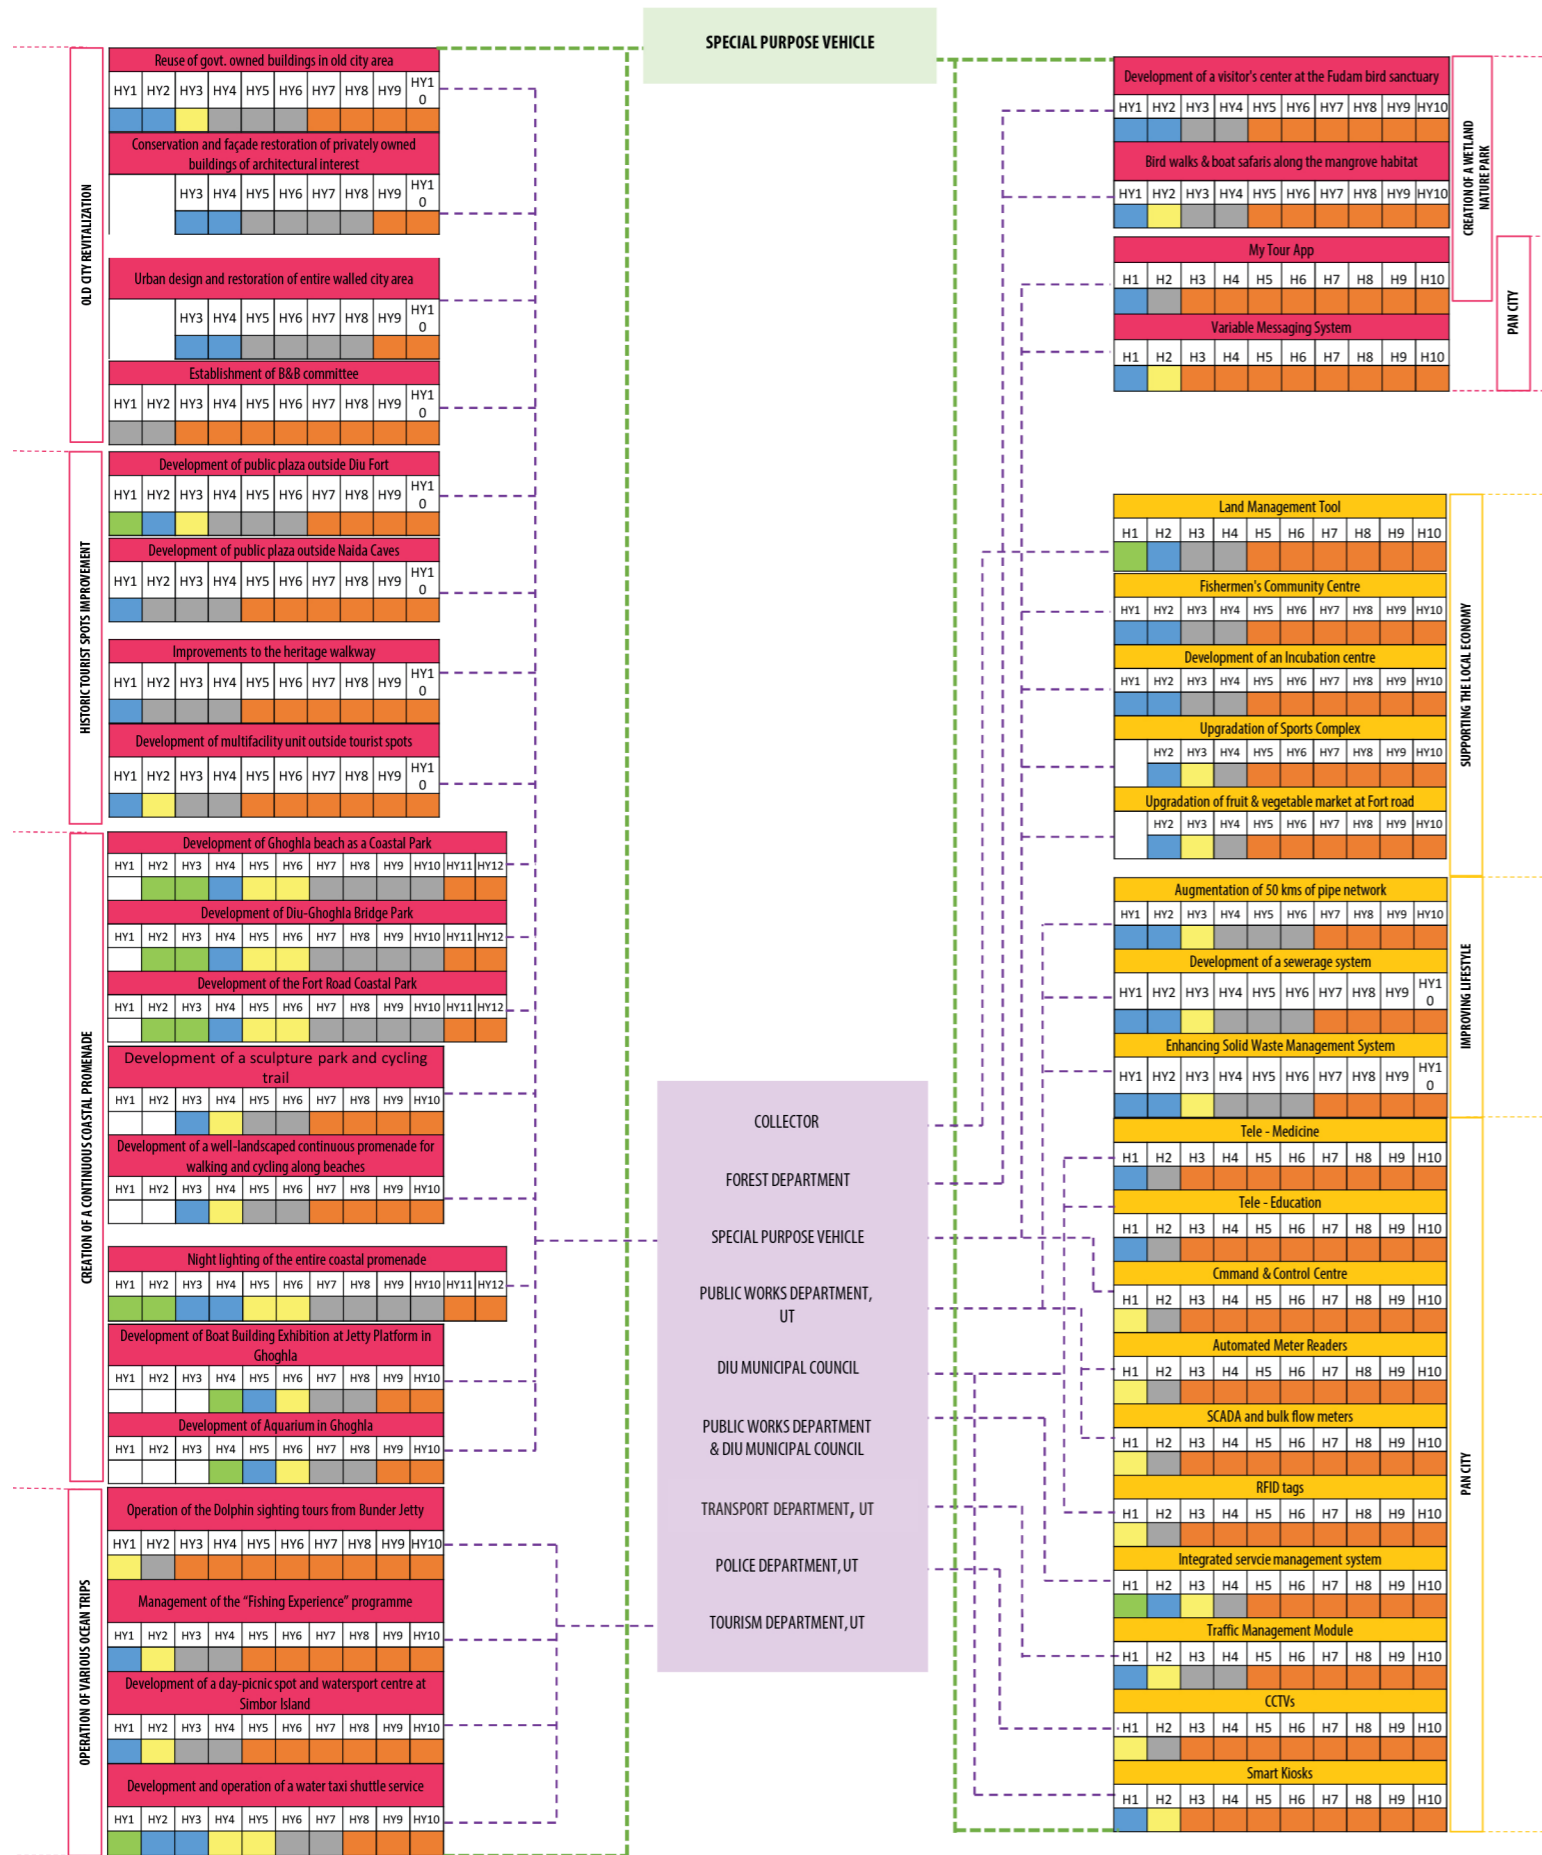 SPECIAL PURPOSE VEHICLE
OLD CITY REVITALIZATION
Reuse of govt. owned buildings in old city area
HY1 HY2 HY3 HY4 HY5 HY6 HY7 HY8 HY9 HY1
0
Conservation and façade restoration of privately owned
buildings of architectural interest
HY3 HY4 HY5 HY6 HY7 HY8 HY9 HY1
0
Urban design and restoration of entire walled city area
HY3 HY4 HY5 HY6 HY7 HY8 HY9 HY1
0
Establishment of B&B committee
HY1 HY2 HY3 HY4 HY5 HY6 HY7 HY8 HY9 HY1
0
HISTORIC TOURIST SPOTS IMPROVEMENT
Development of public plaza outside Diu Fort
HY1 HY2 HY3 HY4 HY5 HY6 HY7 HY8 HY9 HY1
0
Development of public plaza outside Naida Caves
HY1 HY2 HY3 HY4 HY5 HY6 HY7 HY8 HY9 HY1
0
Improvements to the heritage walkway
HY1 HY2 HY3 HY4 HY5 HY6 HY7 HY8 HY9 HY1
0
Development of multifacility unit outside tourist spots
HY1 HY2 HY3 HY4 HY5 HY6 HY7 HY8 HY9 HY1
0
CREATION OF A CONTINUOUS COASTAL PROMENADE
Development of Ghoghla beach as a Coastal Park
HY1 HY2 HY3 HY4 HY5 HY6 HY7 HY8 HY9 HY10 HY11 HY12
Development of Diu-Ghoghla Bridge Park
HY1 HY2 HY3 HY4 HY5 HY6 HY7 HY8 HY9 HY10 HY11 HY12
Development of the Fort Road Coastal Park
HY1 HY2 HY3 HY4 HY5 HY6 HY7 HY8 HY9 HY10 HY11 HY12
Development of a sculpture park and cycling
trail
HY1 HY2 HY3 HY4 HY5 HY6 HY7 HY8 HY9 HY10
Development of a well-landscaped continuous promenade for
walking and cycling along beaches
HY1 HY2 HY3 HY4 HY5 HY6 HY7 HY8 HY9 HY10
Night lighting of the entire coastal promenade
HY1 HY2 HY3 HY4 HY5 HY6 HY7 HY8 HY9 HY10 HY11 HY12
Development of Boat Building Exhibition at Jetty Platform in
Ghoghla
HY1 HY2 HY3 HY4 HY5 HY6 HY7 HY8 HY9 HY10
Development of Aquarium in Ghoghla
HY1 HY2 HY3 HY4 HY5 HY6 HY7 HY8 HY9 HY10
OPERATION OF VARIOUS OCEAN TRIPS
Operation of the Dolphin sighting tours from Bunder Jetty
HY1 HY2 HY3 HY4 HY5 HY6 HY7 HY8 HY9 HY10
Management of the “Fishing Experience” programme
HY1 HY2 HY3 HY4 HY5 HY6 HY7 HY8 HY9 HY10
Development of a day-picnic spot and watersport centre at
Simbor Island
HY1 HY2 HY3 HY4 HY5 HY6 HY7 HY8 HY9 HY10
Development and operation of a water taxi shuttle service
HY1 HY2 HY3 HY4 HY5 HY6 HY7 HY8 HY9 HY10
COLLECTOR
FOREST DEPARTMENT
SPECIAL PURPOSE VEHICLE
PUBLIC WORKS DEPARTMENT,
UT
DIU MUNICIPAL COUNCIL
PUBLIC WORKS DEPARTMENT
& DIU MUNICIPAL COUNCIL
TRANSPORT DEPARTMENT, UT
POLICE DEPARTMENT, UT
TOURISM DEPARTMENT, UT
Development of a visitor's center at the Fudam bird sanctuary
HY1 HY2 HY3 HY4 HY5 HY6 HY7 HY8 HY9 HY10
Bird walks & boat safaris along the mangrove habitat
HY1 HY2 HY3 HY4 HY5 HY6 HY7 HY8 HY9 HY10
CREATION OF A WETLAND
NATURE PARK
My Tour App
H1 H2 H3 H4 H5 H6 H7 H8 H9 H10
Variable Messaging System
H1 H2 H3 H4 H5 H6 H7 H8 H9 H10
PAN CITY
Land Management Tool
H1 H2 H3 H4 H5 H6 H7 H8 H9 H10
Fishermen's Community Centre
HY1 HY2 HY3 HY4 HY5 HY6 HY7 HY8 HY9 HY10
Development of an Incubation centre
HY1 HY2 HY3 HY4 HY5 HY6 HY7 HY8 HY9 HY10
Upgradation of Sports Complex
HY2 HY3 HY4 HY5 HY6 HY7 HY8 HY9 HY10
Upgradation of fruit & vegetable market at Fort road
HY2 HY3 HY4 HY5 HY6 HY7 HY8 HY9 HY10
SUPPORTING THE LOCAL ECONOMY
Augmentation of 50 kms of pipe network
HY1 HY2 HY3 HY4 HY5 HY6 HY7 HY8 HY9 HY10
Development of a sewerage system
HY1 HY2 HY3 HY4 HY5 HY6 HY7 HY8 HY9 HY1
0
Enhancing Solid Waste Management System
HY1 HY2 HY3 HY4 HY5 HY6 HY7 HY8 HY9 HY1
0
IMPROVING LIFESTYLE
Tele - Medicine
H1 H2 H3 H4 H5 H6 H7 H8 H9 H10
Tele - Education
H1 H2 H3 H4 H5 H6 H7 H8 H9 H10
Cmmand & Control Centre
H1 H2 H3 H4 H5 H6 H7 H8 H9 H10
Automated Meter Readers
H1 H2 H3 H4 H5 H6 H7 H8 H9 H10
SCADA and bulk flow meters
H1 H2 H3 H4 H5 H6 H7 H8 H9 H10
RFID tags
H1 H2 H3 H4 H5 H6 H7 H8 H9 H10
Integrated servcie management system
H1 H2 H3 H4 H5 H6 H7 H8 H9 H10
Traffic Management Module
H1 H2 H3 H4 H5 H6 H7 H8 H9 H10
CCTVs
H1 H2 H3 H4 H5 H6 H7 H8 H9 H10
Smart Kiosks
H1 H2 H3 H4 H5 H6 H7 H8 H9 H10
PAN CITY